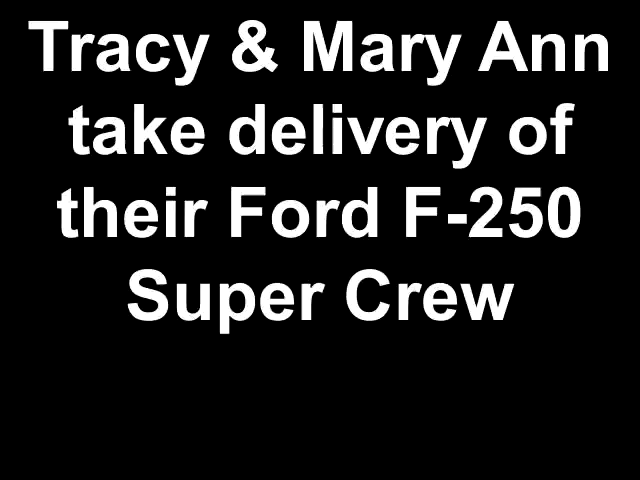 Tracy & Mary Ann
take delivery of
their Ford F-250
Super Crew